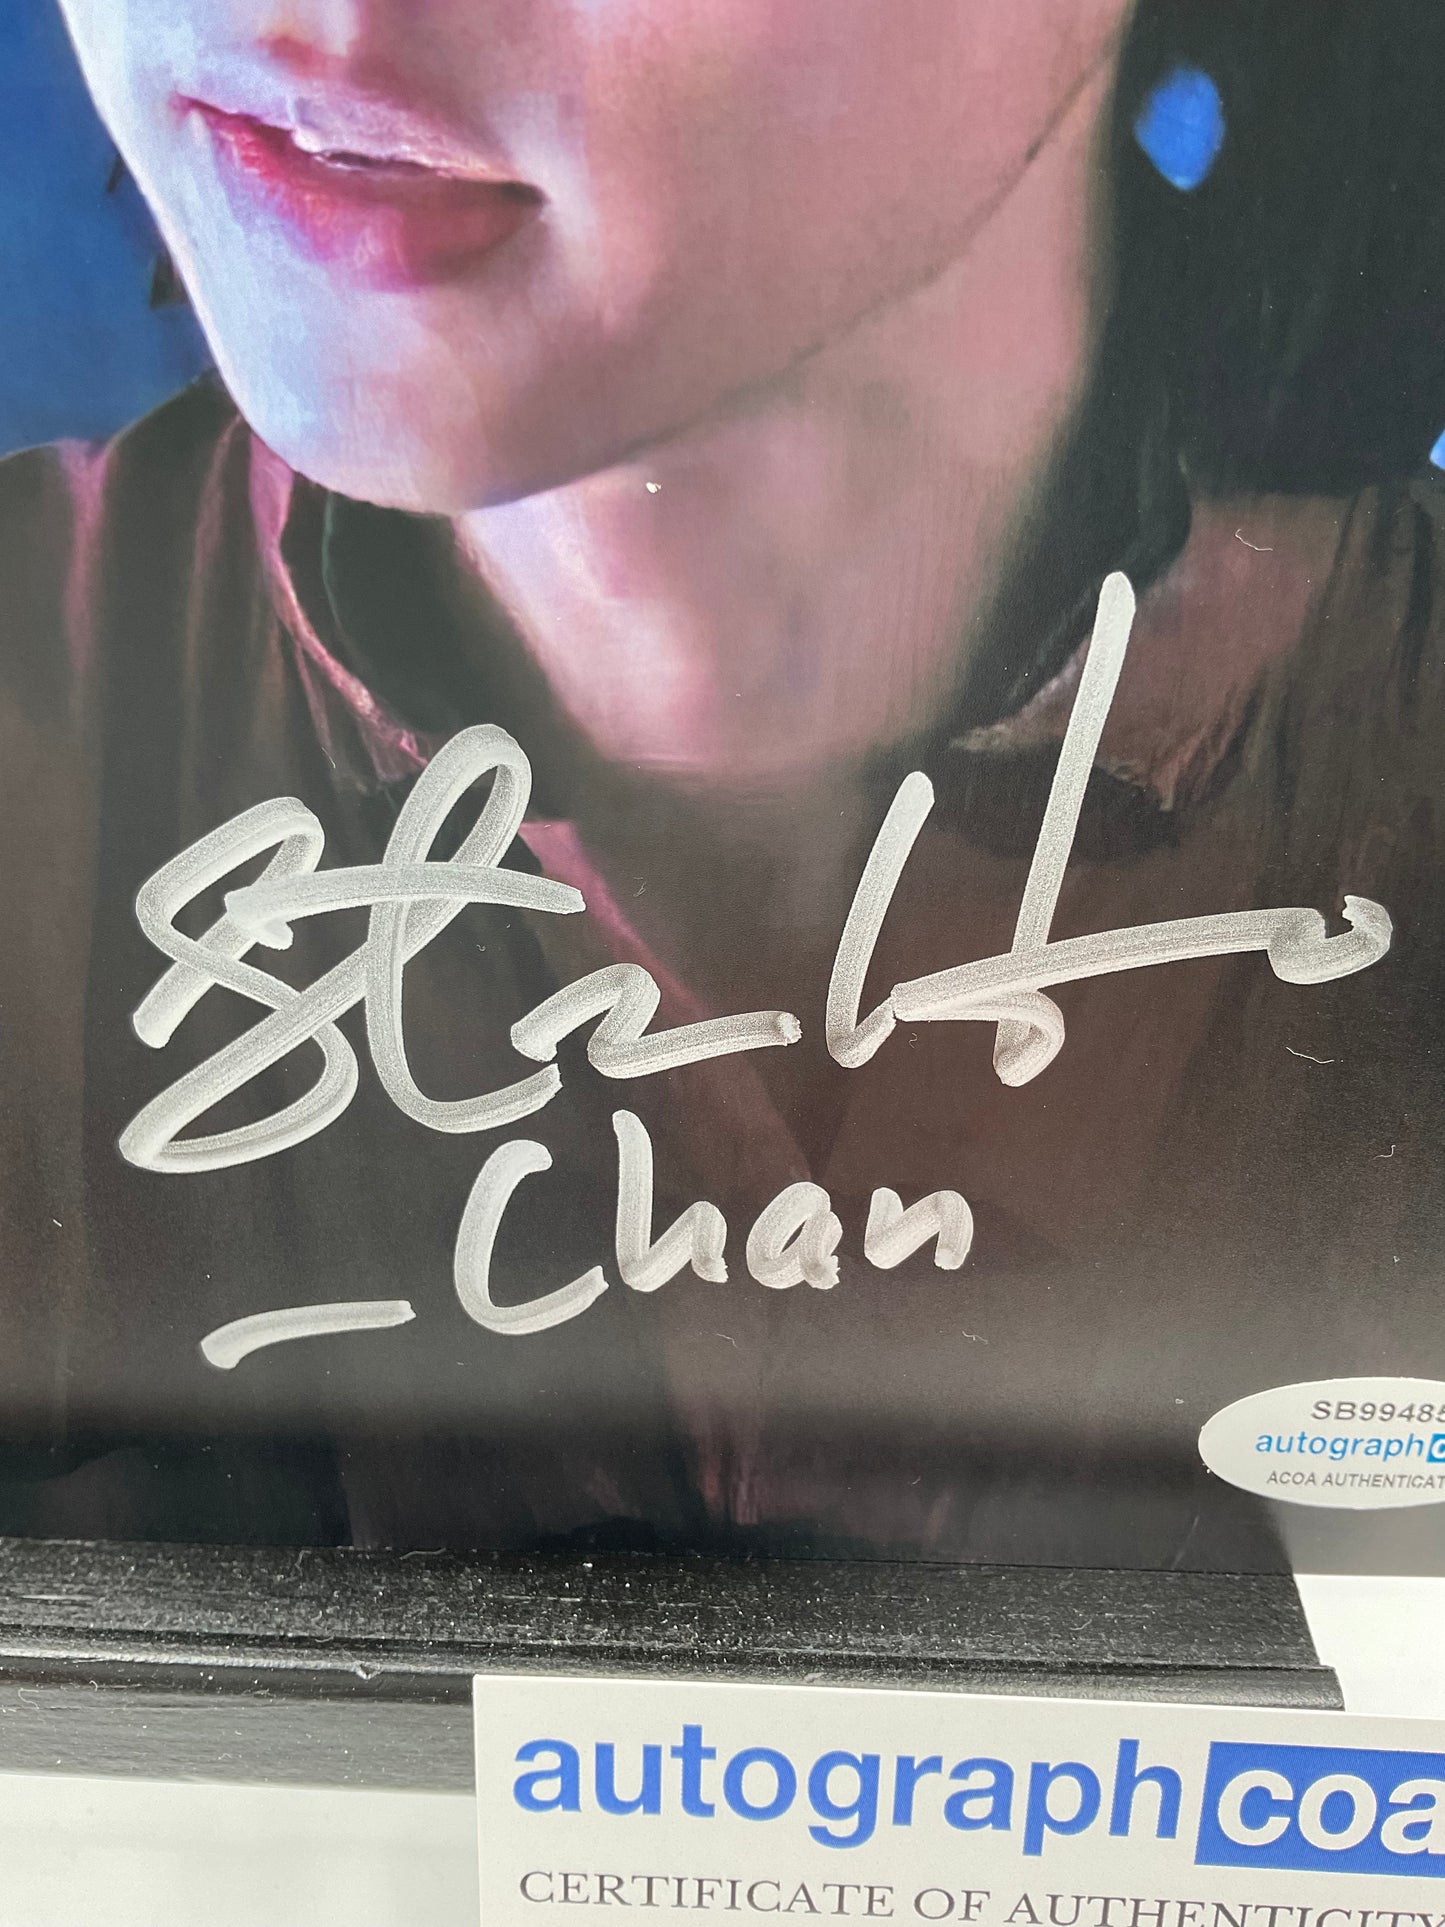 Chan
SB99485
autograph
ACOA AUTHENTICAT
autograph coa
CERTIFICATE OF AUTHENTICITY